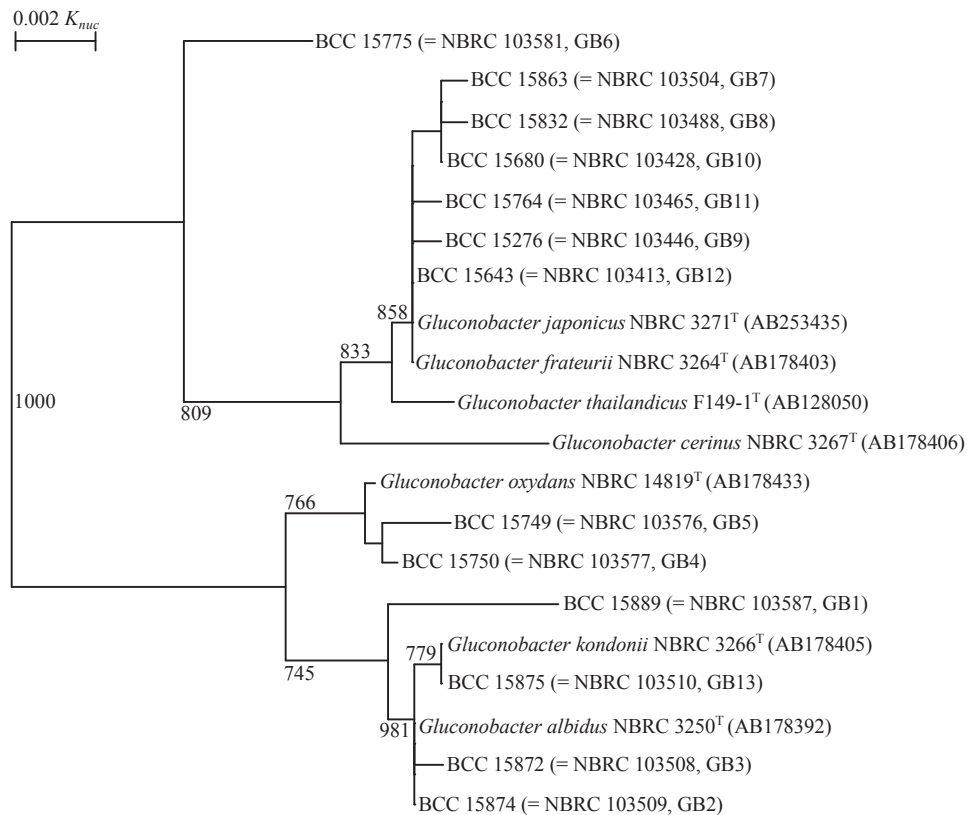 0.002 Knuc
BCC 15775 (= NBRC 103581, GB6)
BCC 15863 (= NBRC 103504, GB7)
BCC 15832 (= NBRC 103488, GB8)
BCC 15680 (= NBRC 103428, GB10)
BCC 15764 (= NBRC 103465, GB11)
BCC 15276 (= NBRC 103446, GB9)
BCC 15643 (= NBRC 103413, GB12)
858
Gluconobacter japonicus NBRC 3271ᵀ (AB253435)
833
Gluconobacter frateurii NBRC 3264ᵀ (AB178403)
1000
809
Gluconobacter thailandicus F149-1ᵀ (AB128050)
Gluconobacter cerinus NBRC 3267ᵀ (AB178406)
766
Gluconobacter oxydans NBRC 14819ᵀ (AB178433)
BCC 15749 (= NBRC 103576, GB5)
BCC 15750 (= NBRC 103577, GB4)
BCC 15889 (= NBRC 103587, GB1)
779
Gluconobacter kondonii NBRC 3266ᵀ (AB178405)
745
BCC 15875 (= NBRC 103510, GB13)
981
Gluconobacter albidus NBRC 3250ᵀ (AB178392)
BCC 15872 (= NBRC 103508, GB3)
BCC 15874 (= NBRC 103509, GB2)